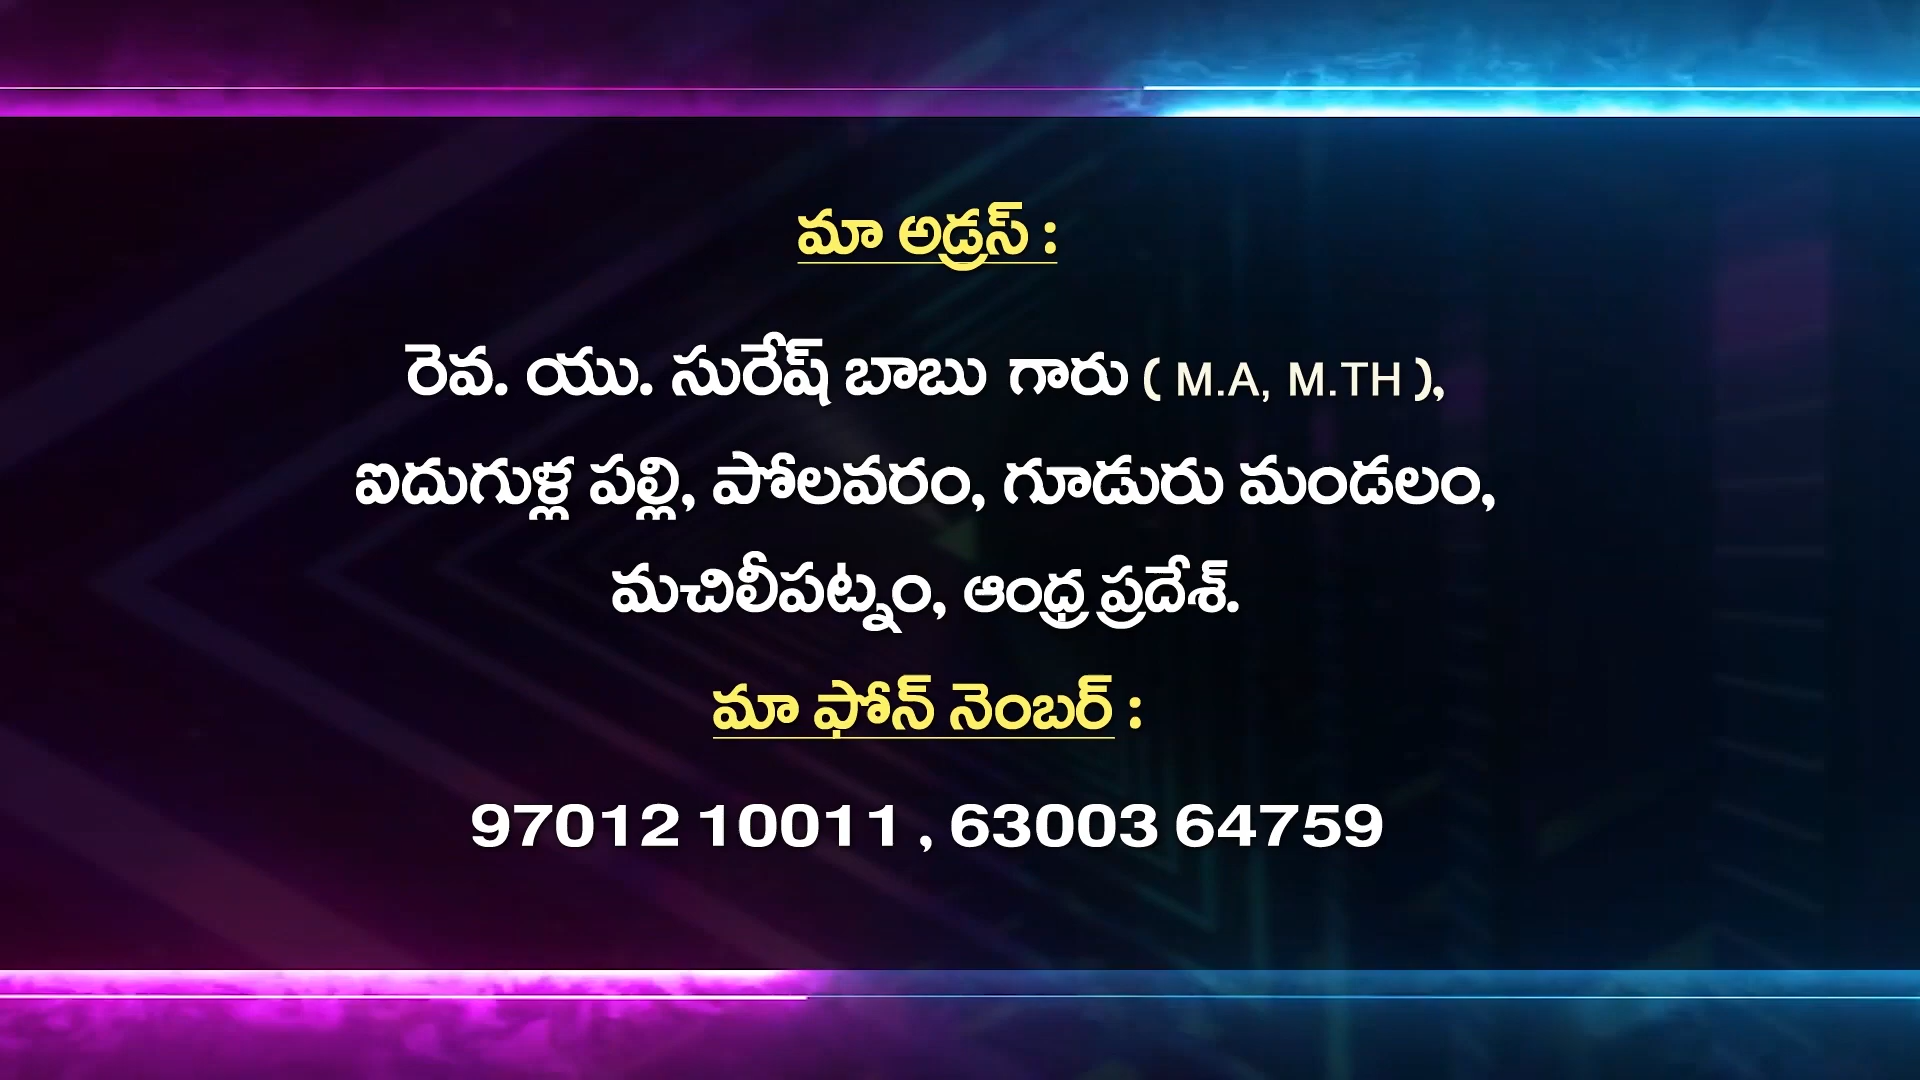 మా అడ్రస్ :
రెవ. యు. సురేష్ బాబు గారు ( M.A, M.TH ),
ఐదుగుళ్ల పల్లి, పోలవరం, గూడురు మండలం,
మచిలీపట్నం, ఆంధ్ర ప్రదేశ్.
మా ఫోన్ నెంబర్ :
97012 10011 , 63003 64759